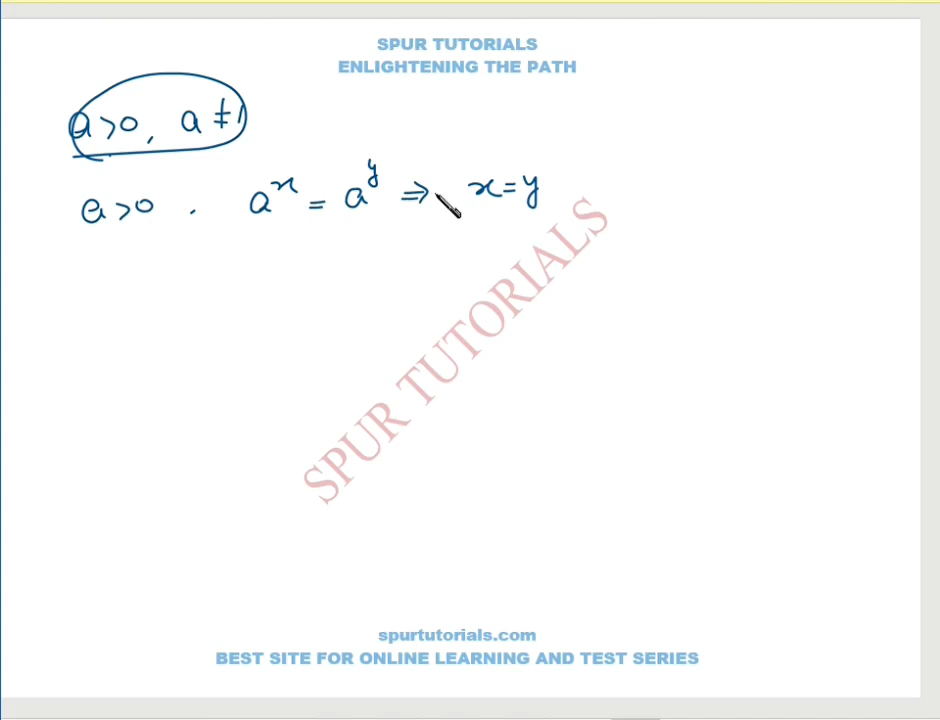 SPUR TUTORIALS
ENLIGHTENING THE PATH
a>0, a≠1
a>0 . a^x = a^y ⇒ x=y
SPUR TUTORIALS
spurtutorials.com
BEST SITE FOR ONLINE LEARNING AND TEST SERIES